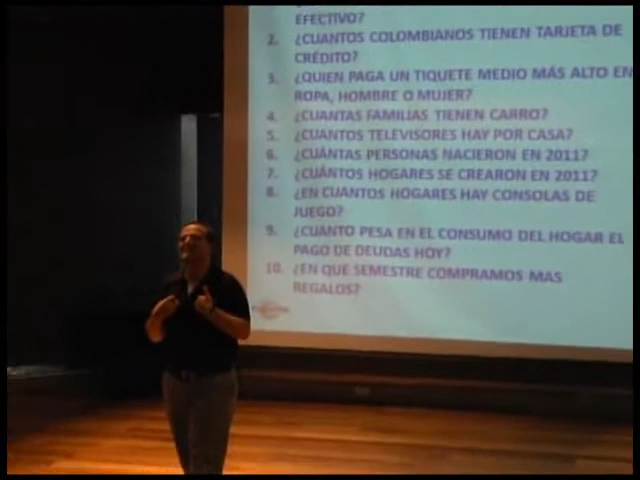 EFECTIVO?
2. ¿CUANTOS COLOMBIANOS TIENEN TARJETA DE
CRÉDITO?
3. ¿QUIEN PAGA UN TIQUETE MEDIO MÁS ALTO EN
ROPA, HOMBRE O MUJER?
4. ¿CUANTAS FAMILIAS TIENEN CARRO?
5. ¿CUANTOS TELEVISORES HAY POR CASA?
6. ¿CUÁNTAS PERSONAS NACIERON EN 2011?
7. ¿CUÁNTOS HOGARES SE CREARON EN 2011?
8. ¿EN CUANTOS HOGARES HAY CONSOLAS DE
JUEGO?
9. ¿CUÁNTO PESA EN EL CONSUMO DEL HOGAR EL
PAGO DE DEUDAS HOY?
10. ¿EN QUE SEMESTRE COMPRAMOS MAS
REGALOS?